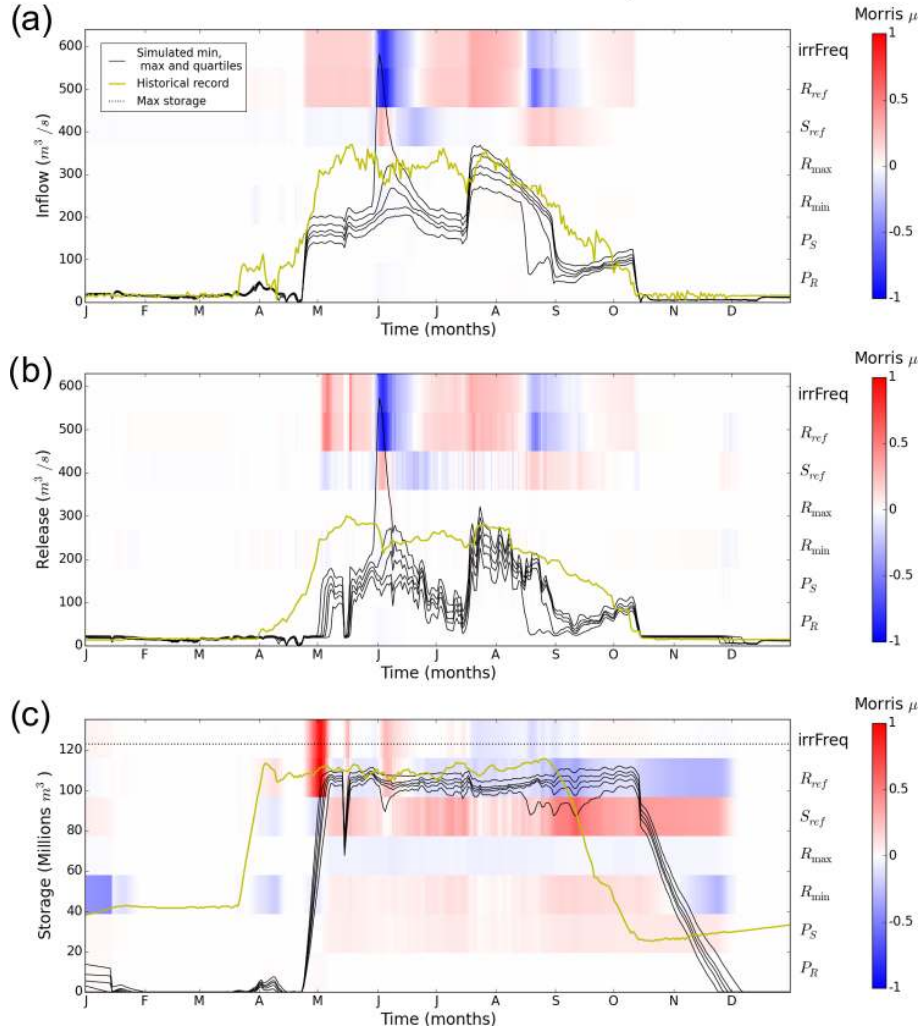 (a)
Morris μ
600
500
400
300
200
100
0
Inflow (m³/s)
Simulated min,
max and quartiles
Historical record
Max storage
irrFreq
R_ref
S_ref
R_max
R_min
P_S
P_R
1
0.5
0
-0.5
-1
J F M A M J J A S O N D
Time (months)
(b)
Morris μ
600
500
400
300
200
100
0
Release (m³/s)
irrFreq
R_ref
S_ref
R_max
R_min
P_S
P_R
1
0.5
0
-0.5
-1
J F M A M J J A S O N D
Time (months)
(c)
Morris μ
120
100
80
60
40
20
0
Storage (Millions m³)
irrFreq
R_ref
S_ref
R_max
R_min
P_S
P_R
1
0.5
0
-0.5
-1
J F M A M J J A S O N D
Time (months)